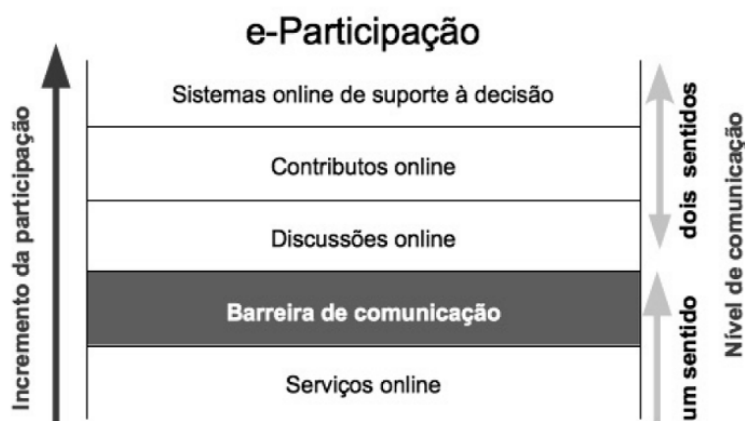 e-Participação
Incremento da participação
Sistemas online de suporte à decisão
Contributos online
Discussões online
Barreira de comunicação
Serviços online
dois sentidos
um sentido
Nível de comunicação